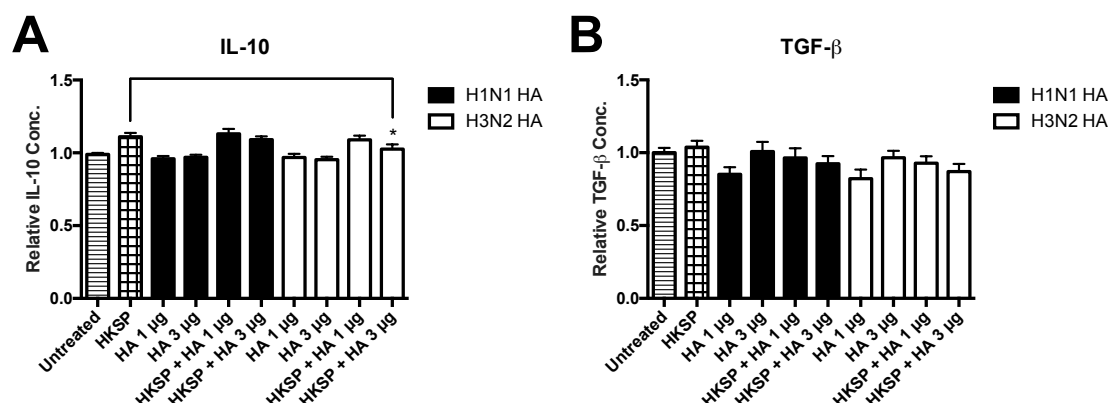 A
IL-10
Relative IL-10 Conc.
1.5
1.0
0.5
0.0
*
H1N1 HA
H3N2 HA
Untreated
HKSP
HA 1 µg
HA 3 µg
HKSP + HA 1 µg
HKSP + HA 3 µg
HA 1 µg
HA 3 µg
HKSP + HA 1 µg
HKSP + HA 3 µg
B
TGF-β
Relative TGF-β Conc.
1.5
1.0
0.5
0.0
H1N1 HA
H3N2 HA
Untreated
HKSP
HA 1 µg
HA 3 µg
HKSP + HA 1 µg
HKSP + HA 3 µg
HA 1 µg
HA 3 µg
HKSP + HA 1 µg
HKSP + HA 3 µg